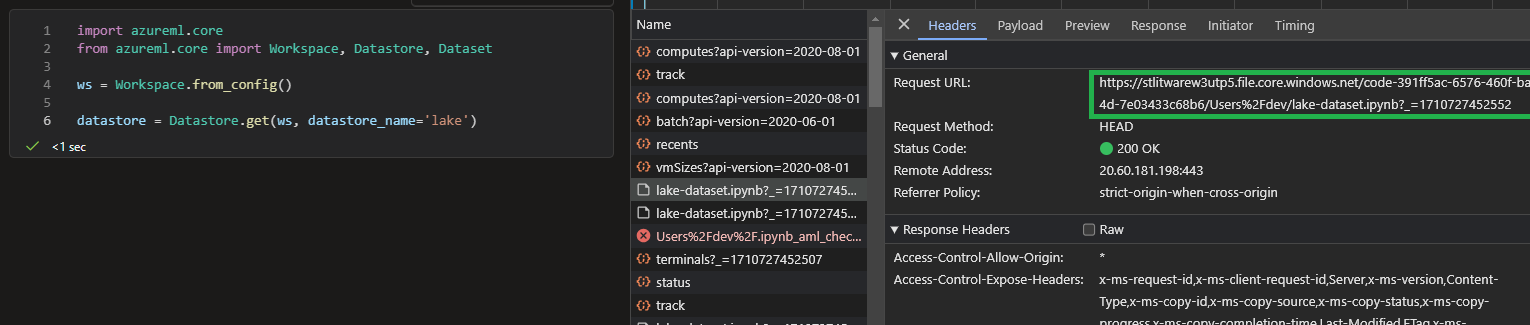 1 import azureml.core
2 from azureml.core import Workspace, Datastore, Dataset
3
4 ws = Workspace.from_config()
5
6 datastore = Datastore.get(ws, datastore_name='lake')
<1 sec
Name
computes?api-version=2020-08-01
track
computes?api-version=2020-08-01
batch?api-version=2020-06-01
recents
vmSizes?api-version=2020-08-01
lake-dataset.ipynb?_=171072745...
lake-dataset.ipynb?_=171072745...
Users%2Fdev%2F.ipynb_aml_chec...
terminals?_=1710727452507
status
track
Headers Payload Preview Response Initiator Timing
General
Request URL: https://stlitwarew3utp5.file.core.windows.net/code-391ff5ac-6576-460f-ba
4d-7e03433c68b6/Users%2Fdev/lake-dataset.ipynb?_=1710727452552
Request Method: HEAD
Status Code: 200 OK
Remote Address: 20.60.181.198:443
Referrer Policy: strict-origin-when-cross-origin
Response Headers Raw
Access-Control-Allow-Origin: *
Access-Control-Expose-Headers: x-ms-request-id,x-ms-client-request-id,Server,x-ms-version,Content-
Type,x-ms-copy-id,x-ms-copy-source,x-ms-copy-status,x-ms-copy-
progress,x-ms-copy-completion-time,Last-Modified,ETag,x-ms-